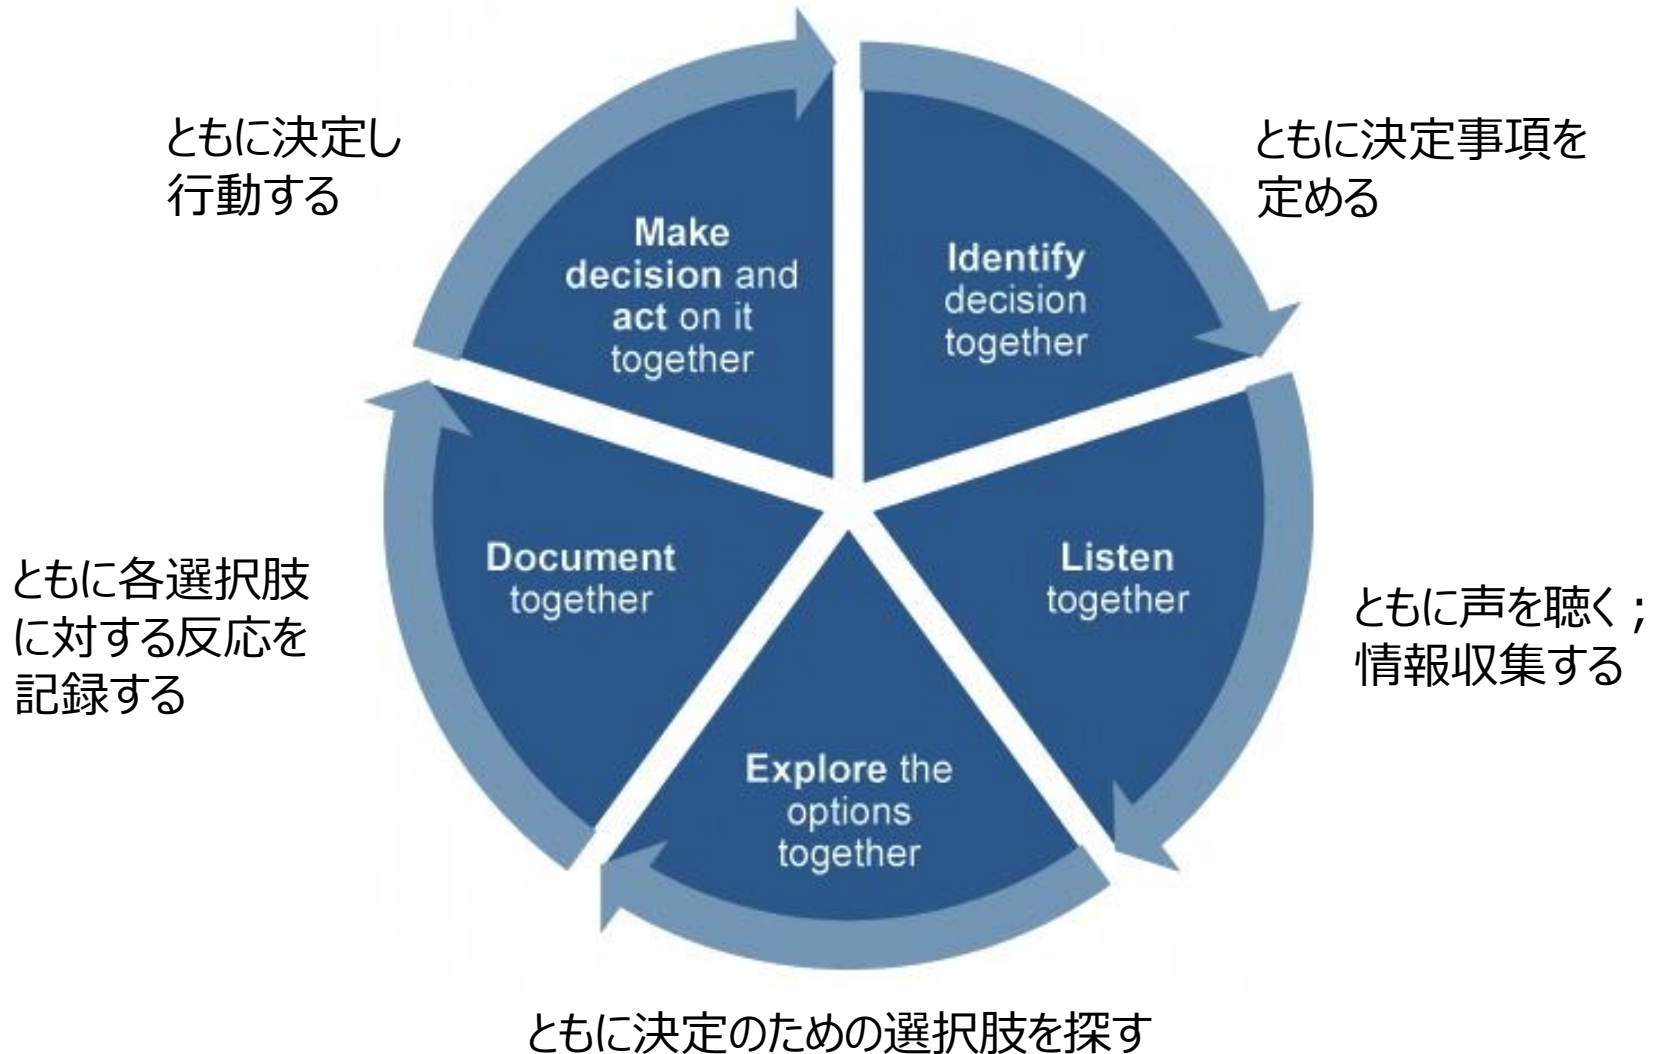 ともに決定し
行動する
Make
decision and
act on it
together
ともに決定事項を
定める
Identify
decision
together
Listen
together
ともに声を聴く;
情報収集する
Explore the
options
together
ともに決定のための選択肢を探す
Document
together
ともに各選択肢
に対する反応を
記録する